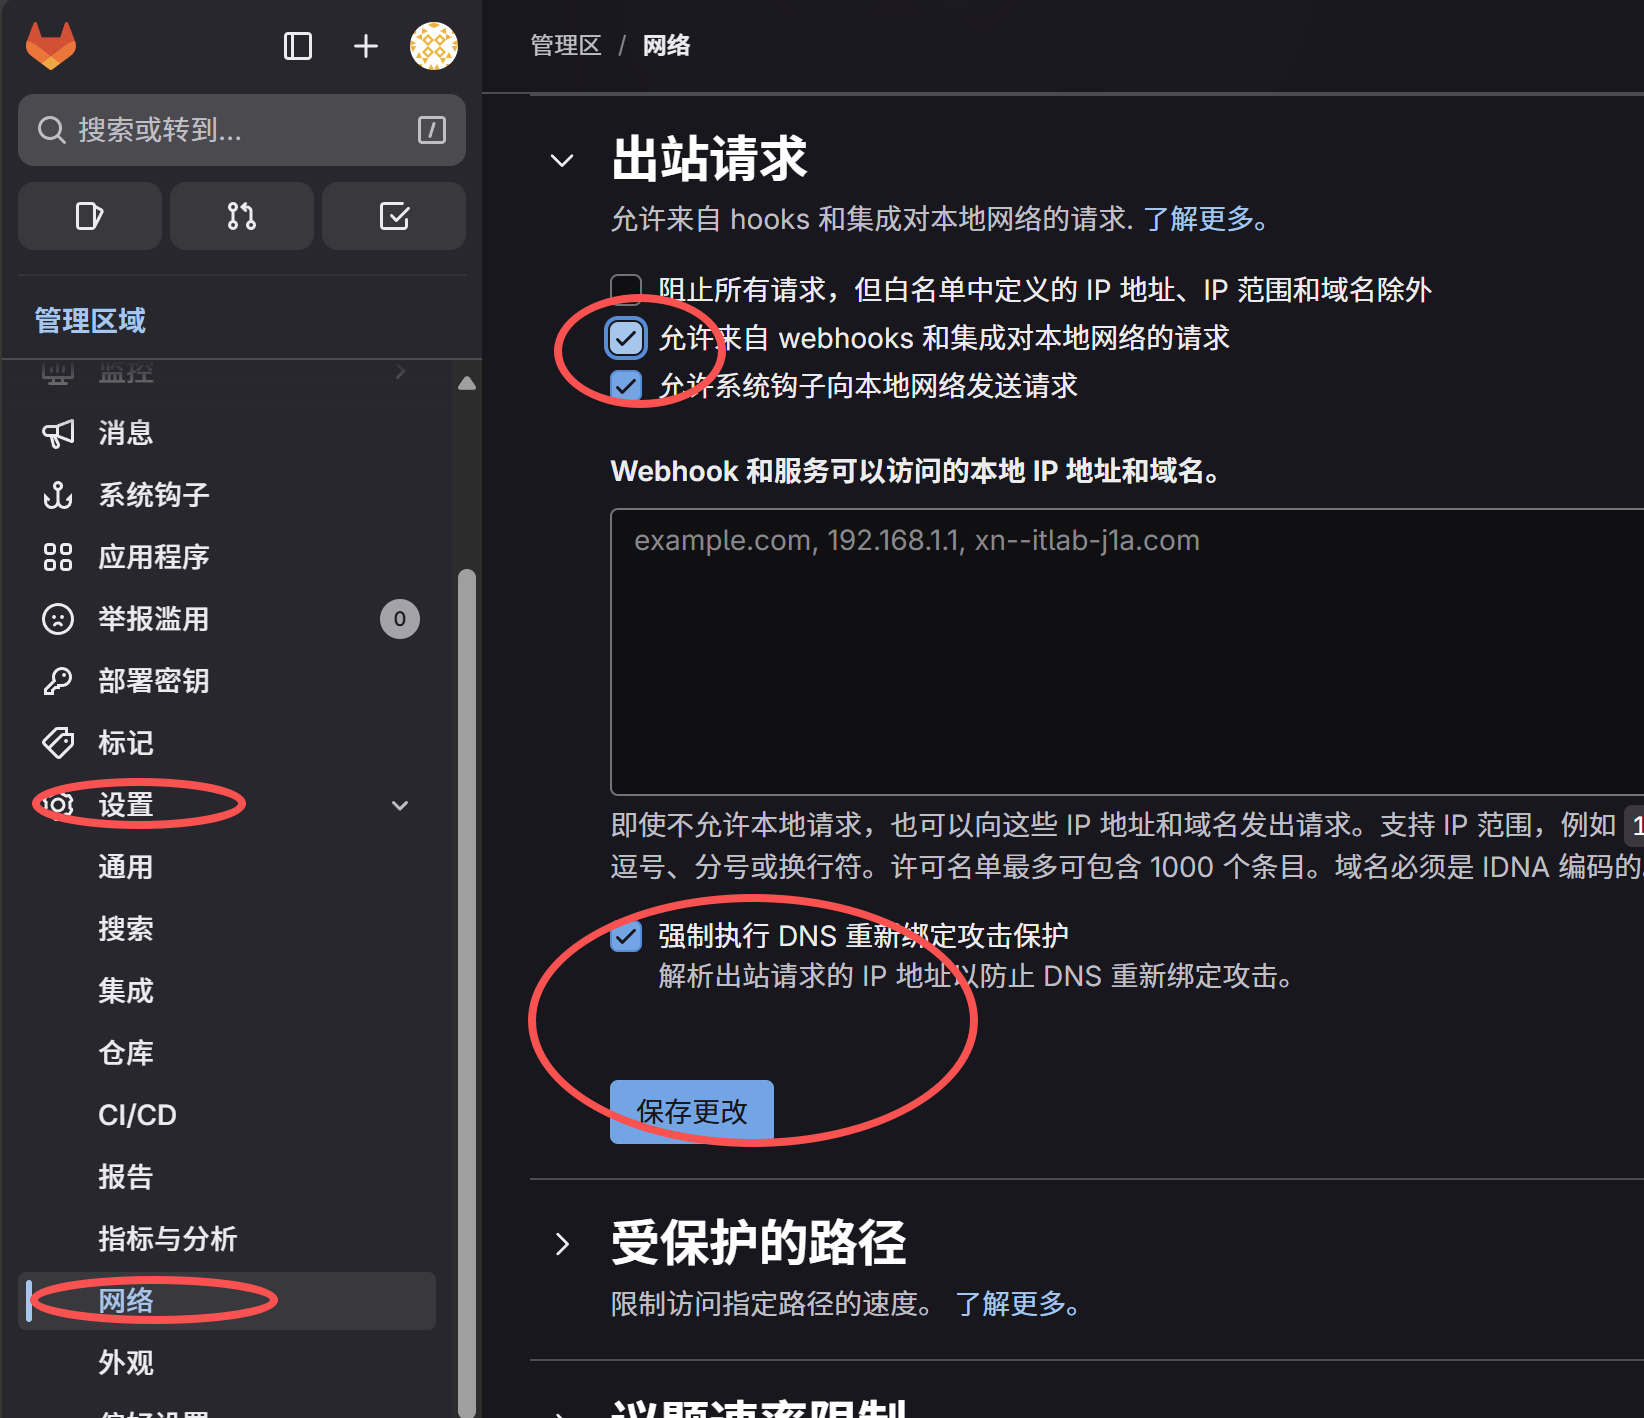 管理区 / 网络
搜索或转到...
/
管理区域
监控
消息
系统钩子
应用程序
举报滥用
0
部署密钥
标记
设置
通用
搜索
集成
仓库
CI/CD
报告
指标与分析
网络
外观
偏好设置
出站请求
允许来自 hooks 和集成对本地网络的请求. 了解更多。
阻止所有请求，但白名单中定义的 IP 地址、IP 范围和域名除外
允许来自 webhooks 和集成对本地网络的请求
允许系统钩子向本地网络发送请求
Webhook 和服务可以访问的本地 IP 地址和域名。
example.com, 192.168.1.1, xn--itlab-j1a.com
即使不允许本地请求，也可以向这些 IP 地址和域名发出请求。支持 IP 范围，例如 1
逗号、分号或换行符。许可名单最多可包含 1000 个条目。域名必须是 IDNA 编码的
强制执行 DNS 重新绑定攻击保护
解析出站请求的 IP 地址以防止 DNS 重新绑定攻击。
保存更改
受保护的路径
限制访问指定路径的速度。 了解更多。
议题速率限制